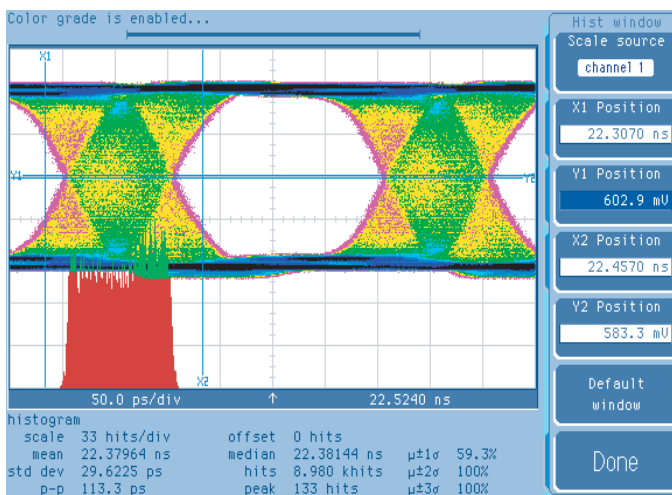 Color grade is enabled...
Hist window
Scale source
channel 1
X1 Position
22.3070 ns
Y1 Position
602.9 mV
X2 Position
22.4570 ns
Y2 Position
583.3 mV
Default
window
Done
X1
Y1
Y2
X2
50.0 ps/div ↑ 22.5240 ns
histogram
scale 33 hits/div offset 0 hits
mean 22.37964 ns median 22.38144 ns µ±1σ 59.3%
std dev 29.6225 ps hits 8.980 khits µ±2σ 100%
p-p 113.3 ps peak 133 hits µ±3σ 100%